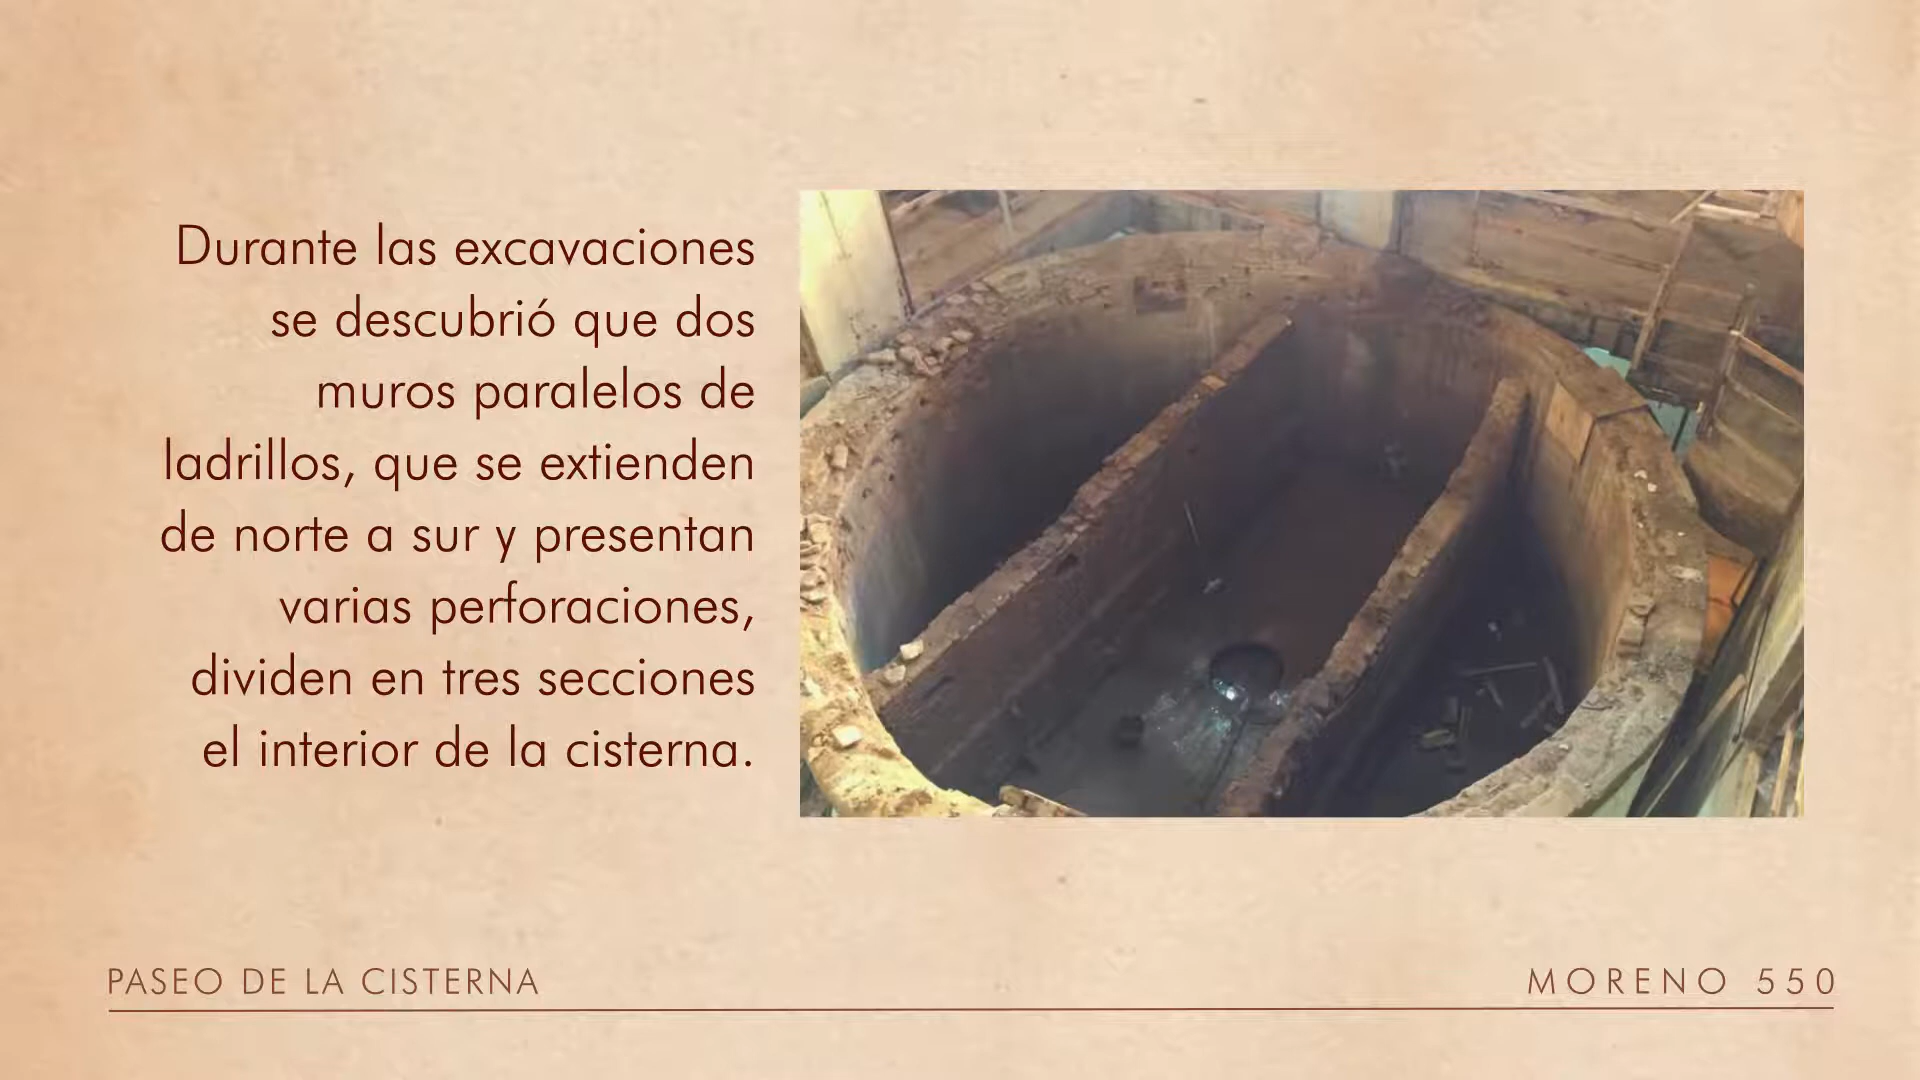 Durante las excavaciones
se descubrió que dos
muros paralelos de
ladrillos, que se extienden
de norte a sur y presentan
varias perforaciones,
dividen en tres secciones
el interior de la cisterna.
PASEO DE LA CISTERNA
MORENO 550